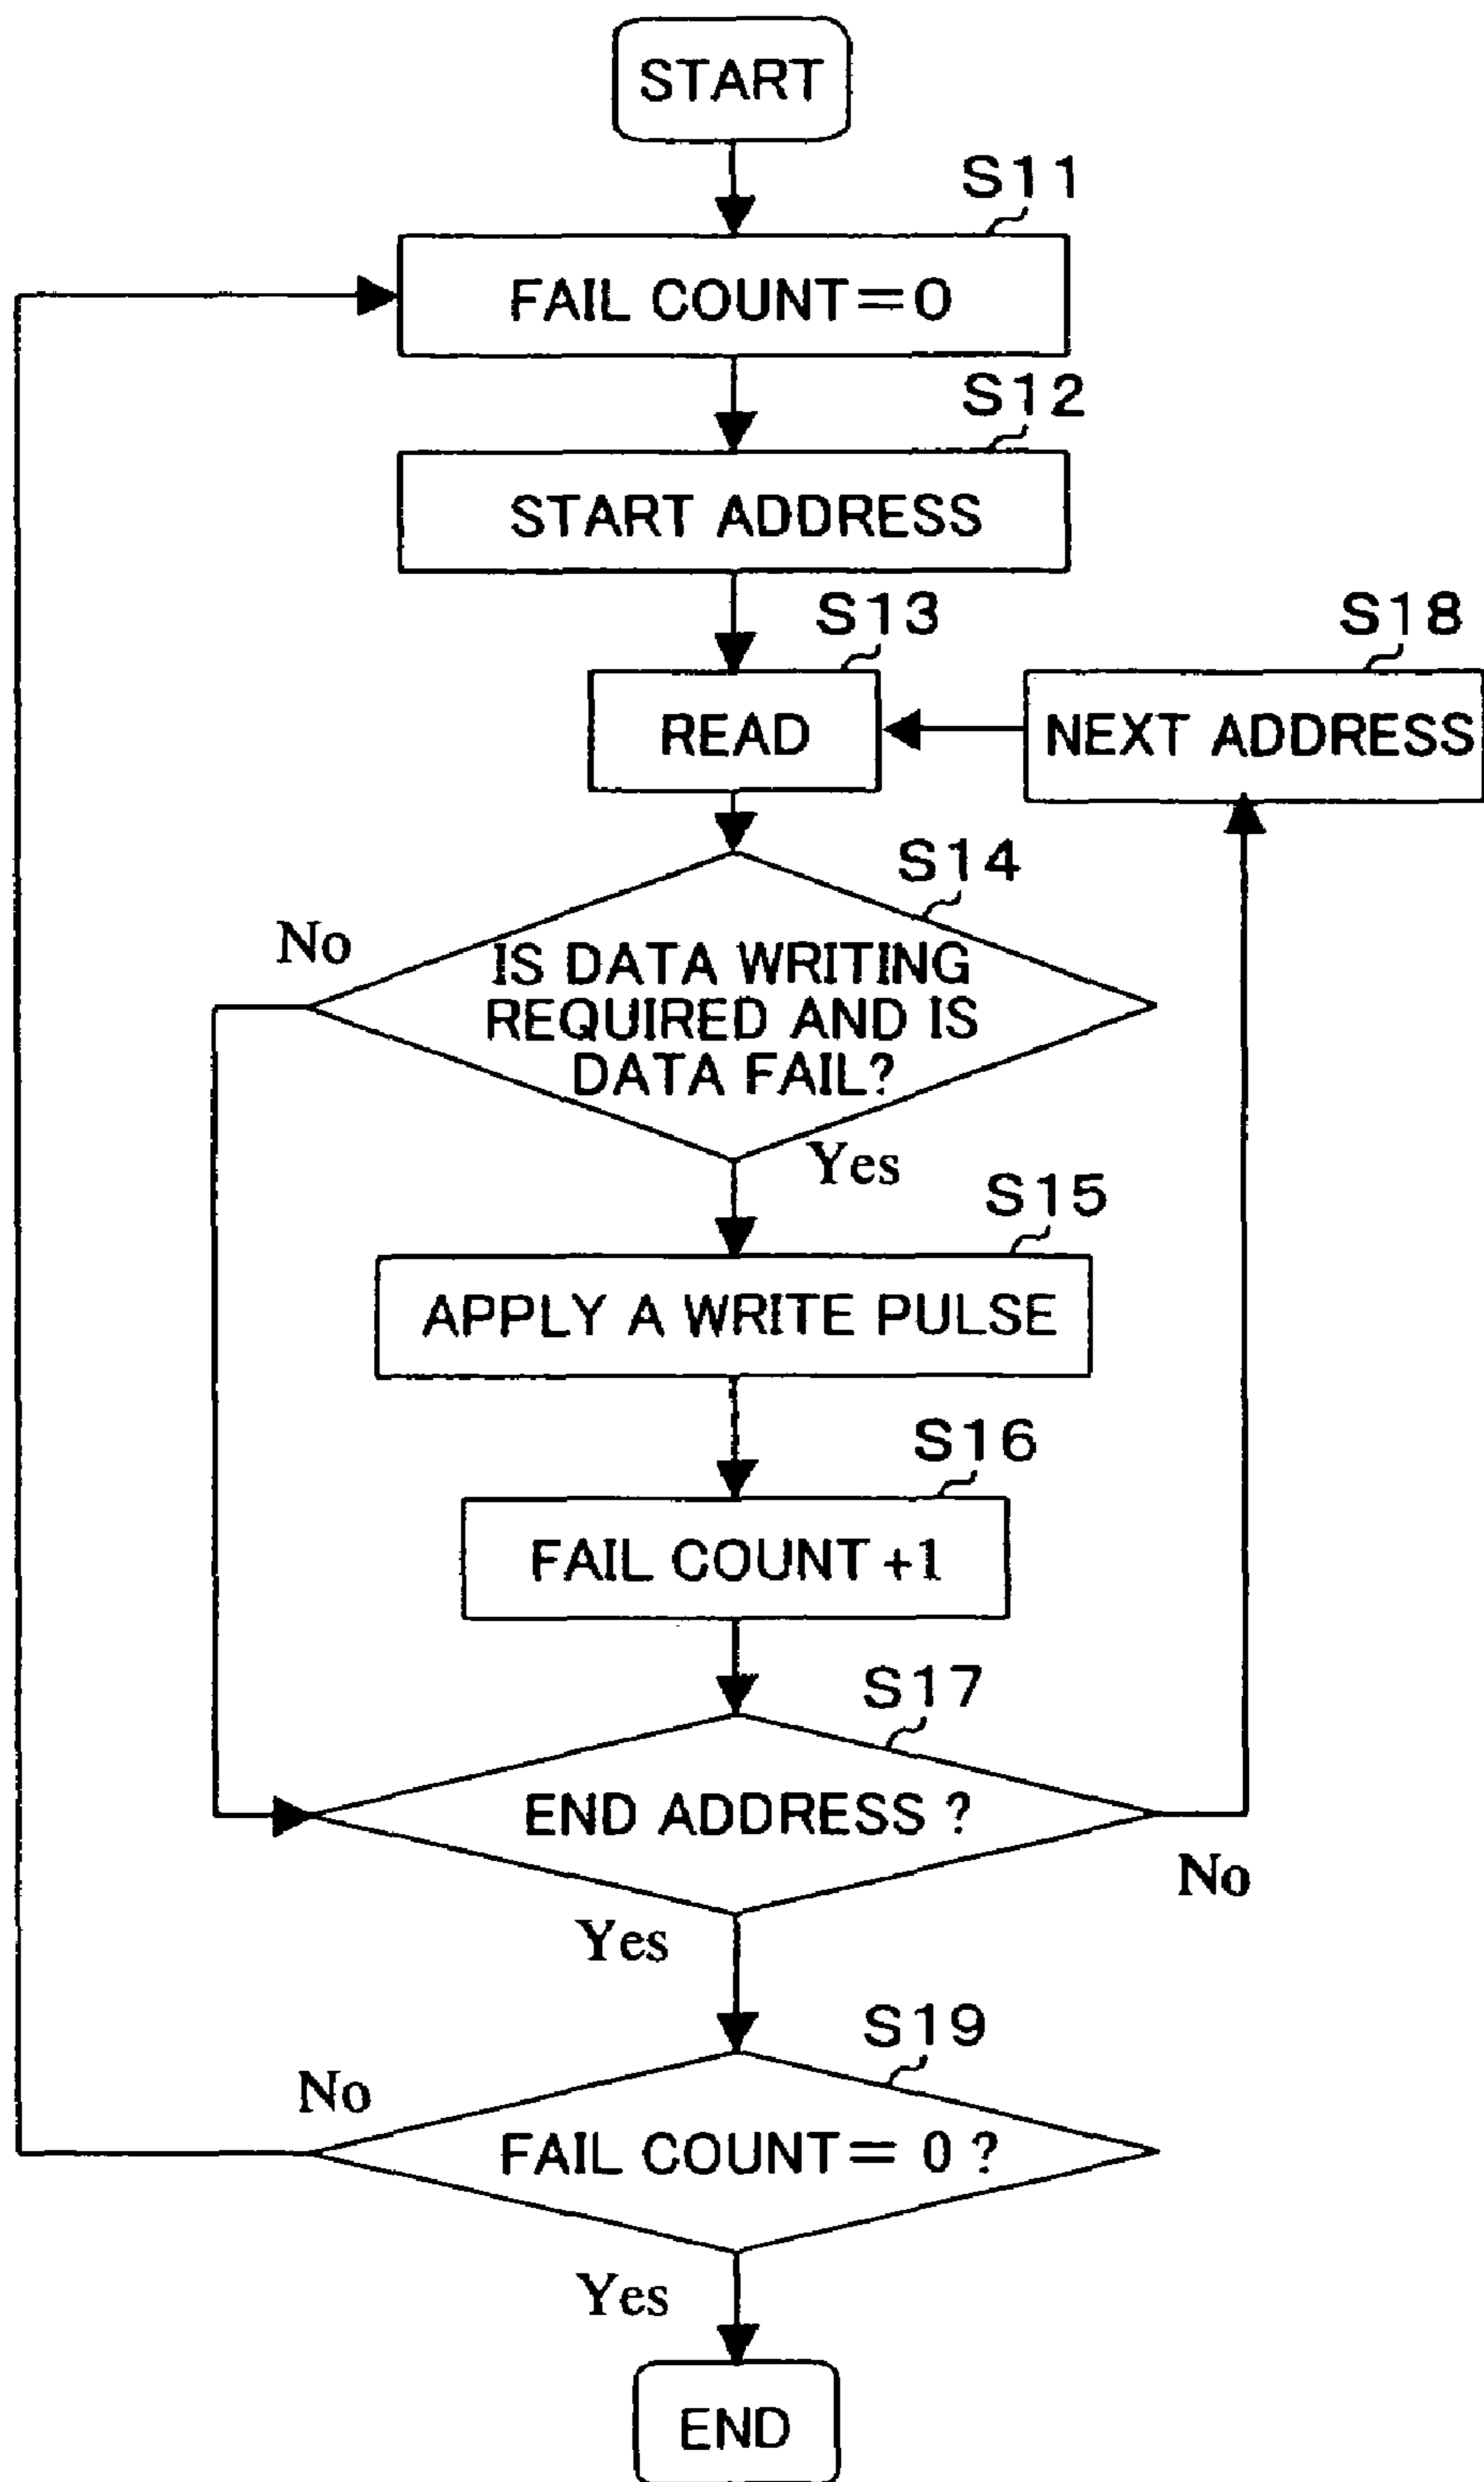 START
S11
FAIL COUNT=0
S12
START ADDRESS
S13
READ
S18
NEXT ADDRESS
S14
No
IS DATA WRITING
REQUIRED AND IS
DATA FAIL?
Yes
S15
APPLY A WRITE PULSE
S16
FAIL COUNT +1
S17
END ADDRESS ?
No
Yes
S19
No
FAIL COUNT= 0 ?
Yes
END